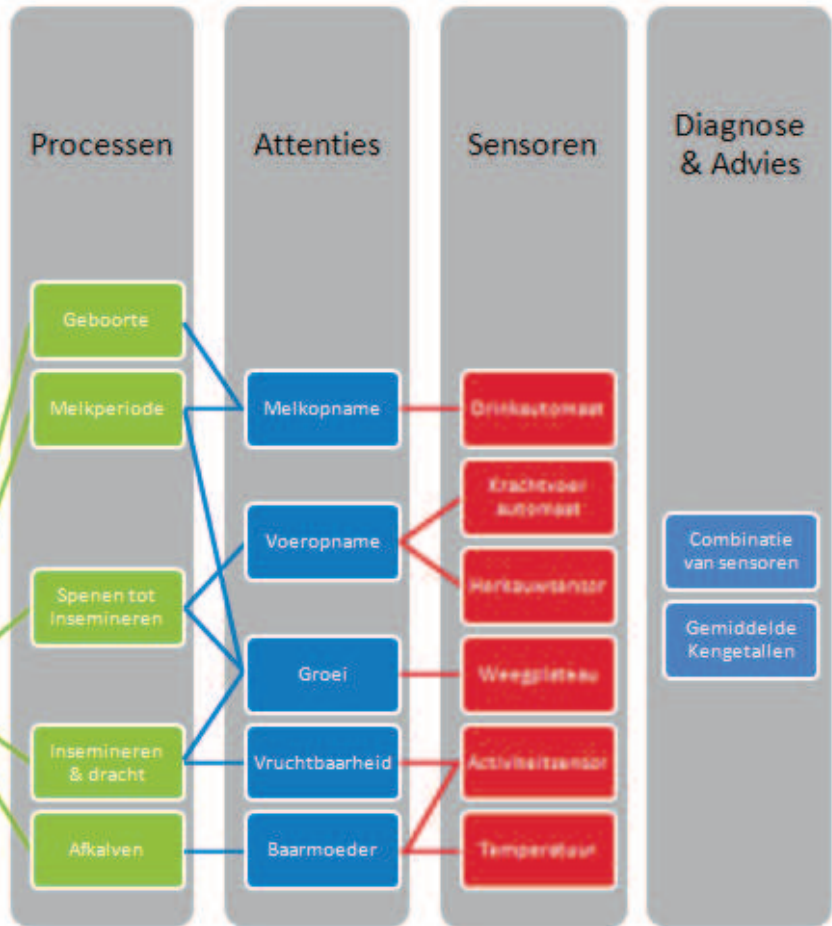 Processen
Geboorte
Melkperiode
Spenen tot
Insemineren
Insemineren
& dracht
Afkalven
Attenties
Melkopname
Voeropname
Groei
Vruchtbaarheid
Baarmoeder
Sensoren
Drinkautomaat
Krachtvoer
automaat
Herkauwsensor
Weegplateau
Activiteitsensor
Temperatuur
Diagnose
& Advies
Combinatie
van sensoren
Gemiddelde
Kengetallen